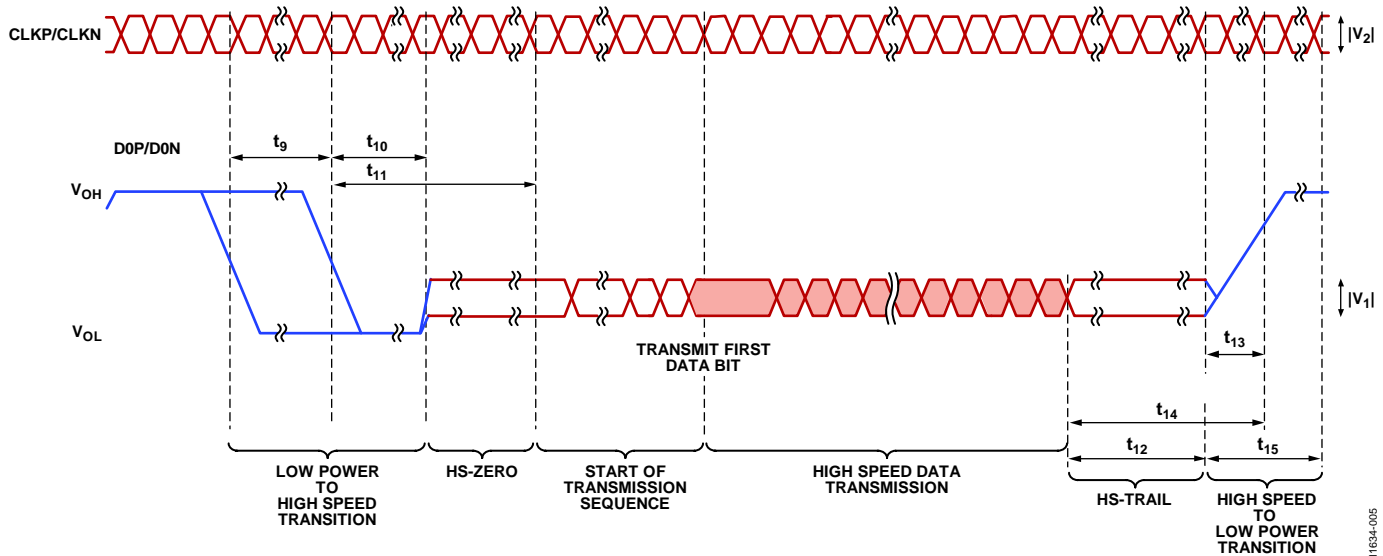 CLKP/CLKN
|V2|
D0P/D0N
t9
t10
t11
VOH
VOL
|V1|
TRANSMIT FIRST
DATA BIT
t13
t14
t12
t15
LOW POWER
TO
HIGH SPEED
TRANSITION
HS-ZERO
START OF
TRANSMISSION
SEQUENCE
HIGH SPEED DATA
TRANSMISSION
HS-TRAIL
HIGH SPEED
TO
LOW POWER
TRANSITION
11634-005